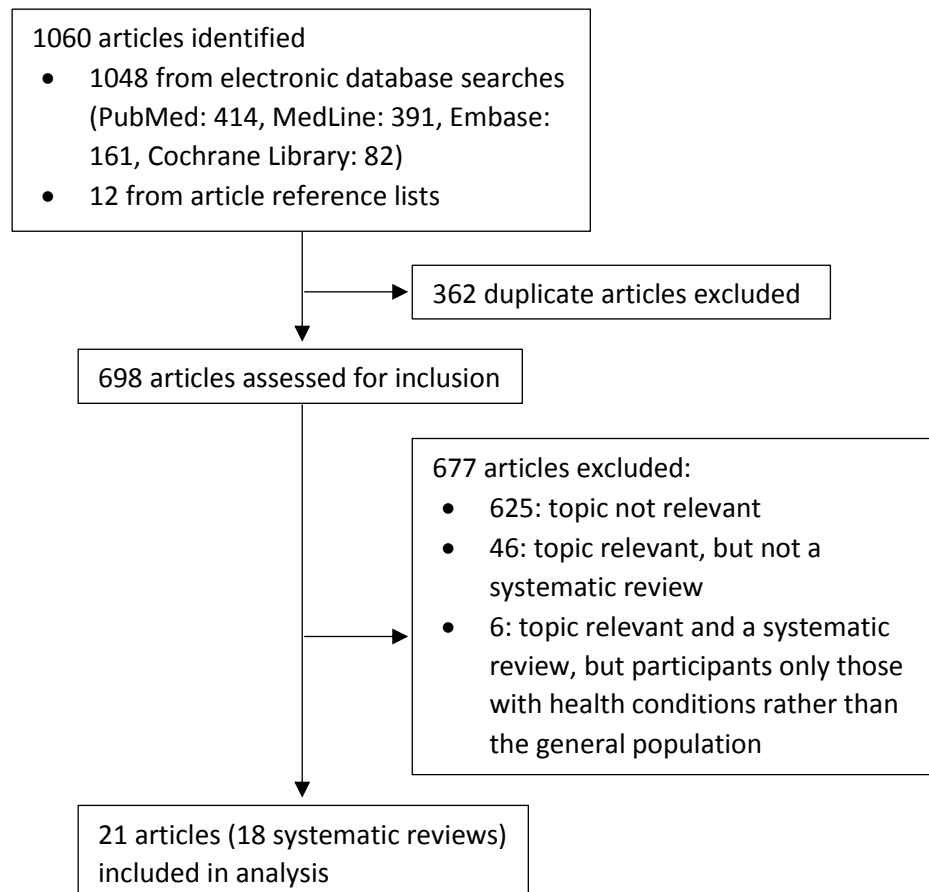 1060 articles identified
• 1048 from electronic database searches
(PubMed: 414, MedLine: 391, Embase:
161, Cochrane Library: 82)
• 12 from article reference lists
362 duplicate articles excluded
698 articles assessed for inclusion
677 articles excluded:
• 625: topic not relevant
• 46: topic relevant, but not a
systematic review
• 6: topic relevant and a systematic
review, but participants only those
with health conditions rather than
the general population
21 articles (18 systematic reviews)
included in analysis